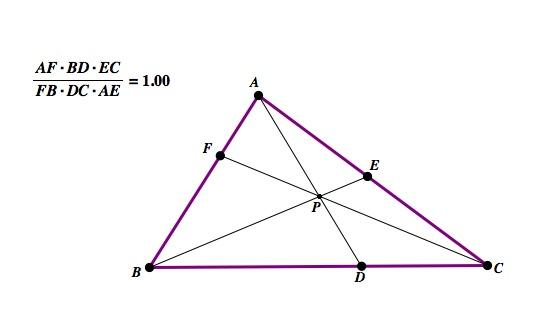 AF · BD · EC
FB · DC · AE
= 1.00
A
F
E
P
B
D
C